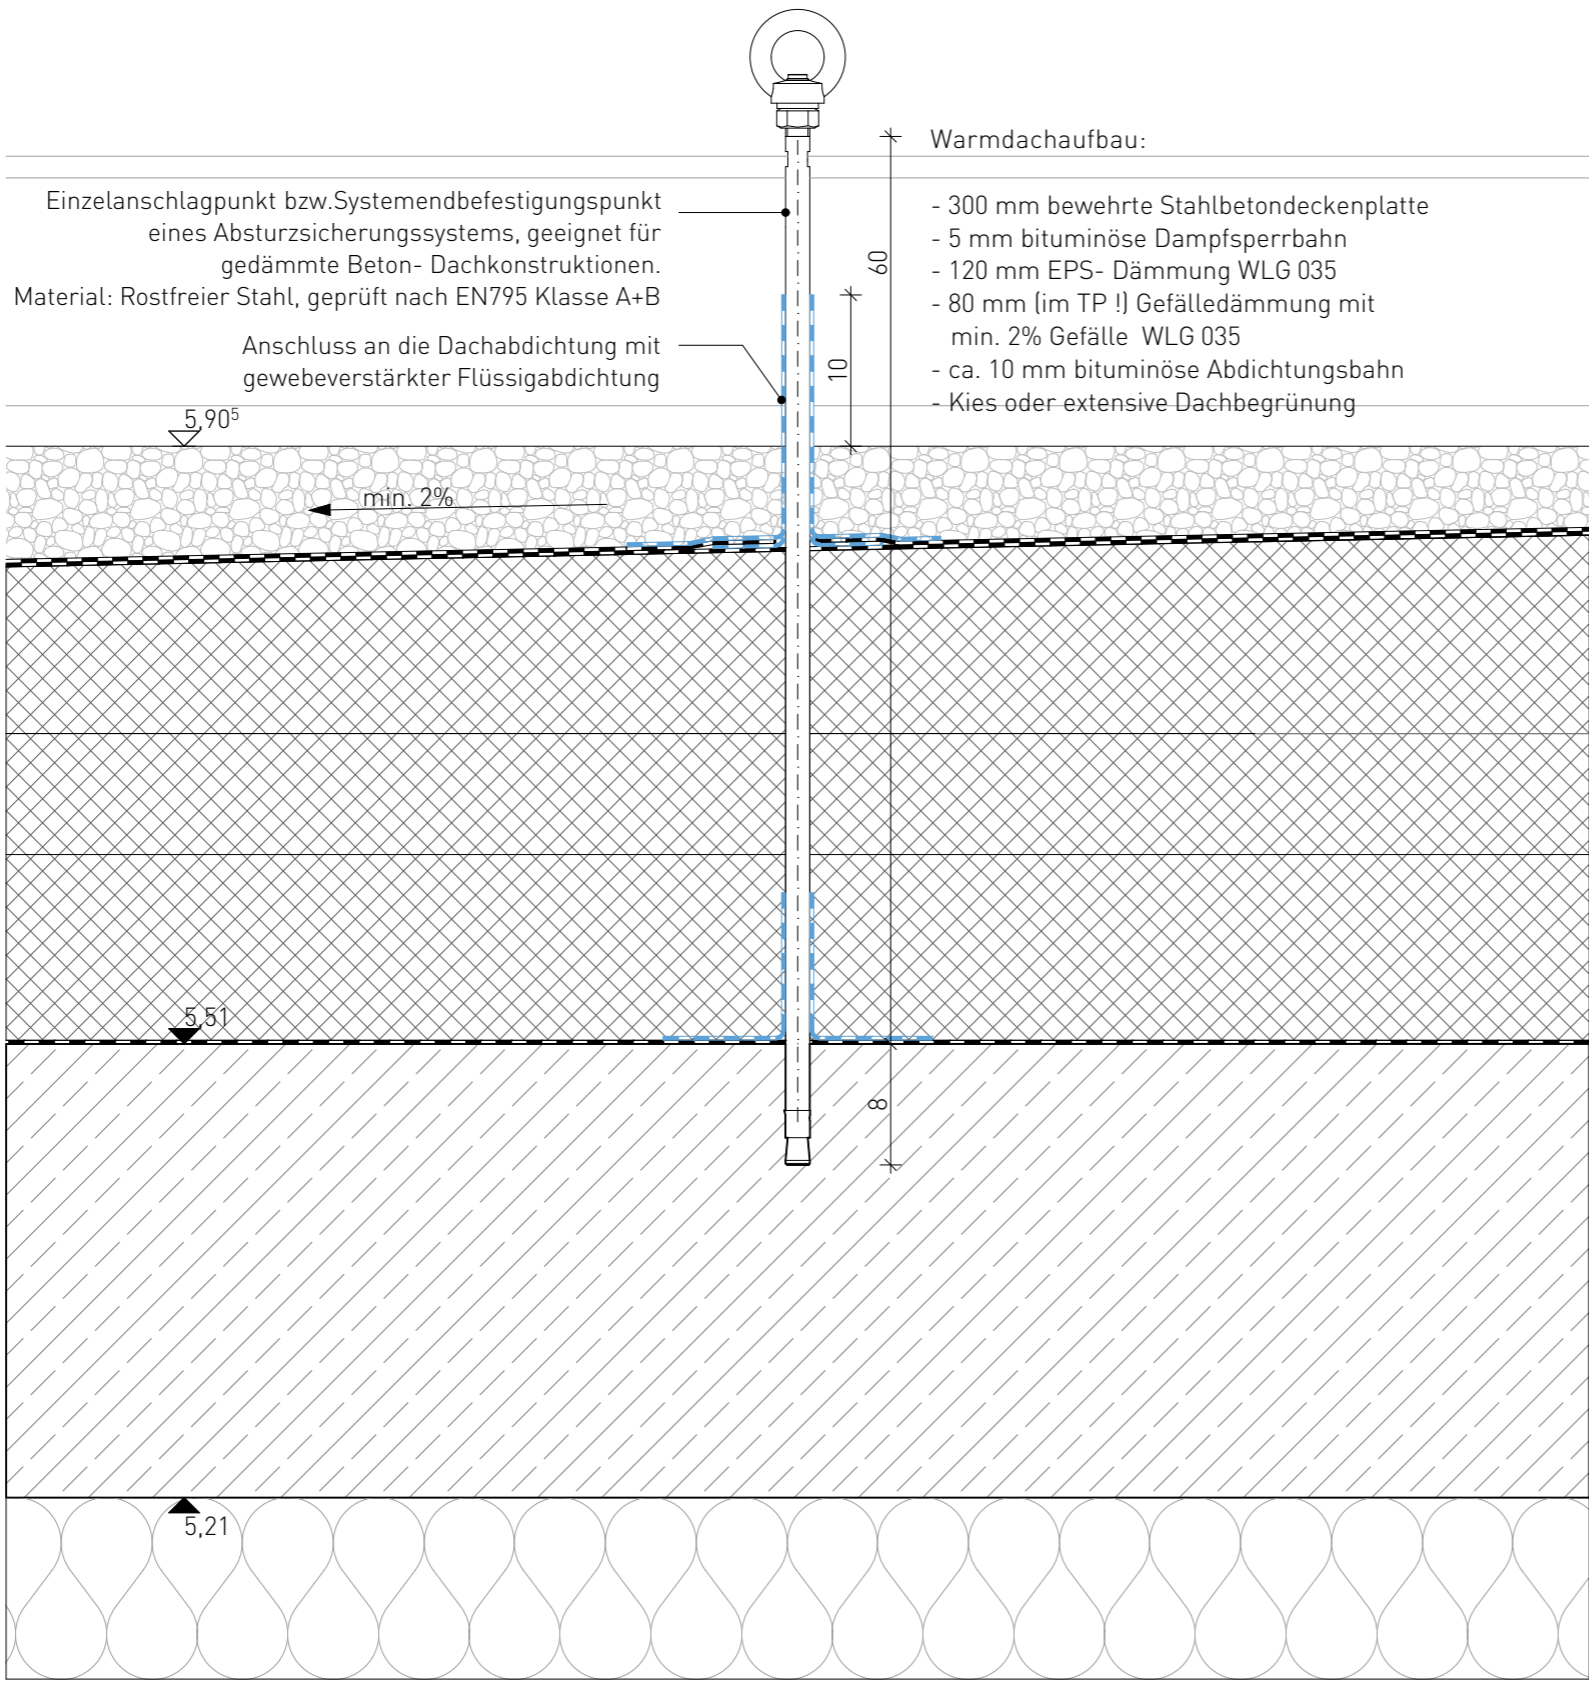 Warmdachaufbau:
Einzelanschlagpunkt bzw.Systemendbefestigungspunkt
eines Absturzsicherungssystems, geeignet für
gedämmte Beton- Dachkonstruktionen.
Material: Rostfreier Stahl, geprüft nach EN795 Klasse A+B
Anschluss an die Dachabdichtung mit
gewebeverstärkter Flüssigabdichtung
- 300 mm bewehrte Stahlbetondeckenplatte
- 5 mm bituminöse Dampfsperrbahn
- 120 mm EPS- Dämmung WLG 035
- 80 mm (im TP !) Gefälledämmung mit
min. 2% Gefälle WLG 035
- ca. 10 mm bituminöse Abdichtungsbahn
- Kies oder extensive Dachbegrünung
60
10
5,90⁵
min. 2%
5,51
8
5,21